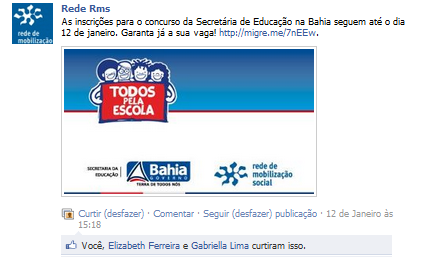 Rede Rms
As inscrições para o concurso da Secretária de Educação na Bahia seguem até o dia
12 de janeiro. Garanta já a sua vaga! http://migre.me/7nEEw.
rede de
mobilização
TODOS
PELA
ESCOLA
SECRETARIA DA
EDUCAÇÃO
Bahia
GOVERNO
TERRA DE TODOS NÓS
rede de
mobilização
social
Curtir (desfazer) · Comentar · Seguir (desfazer) publicação · 12 de Janeiro às
15:18
Você, Elizabeth Ferreira e Gabriella Lima curtiram isso.